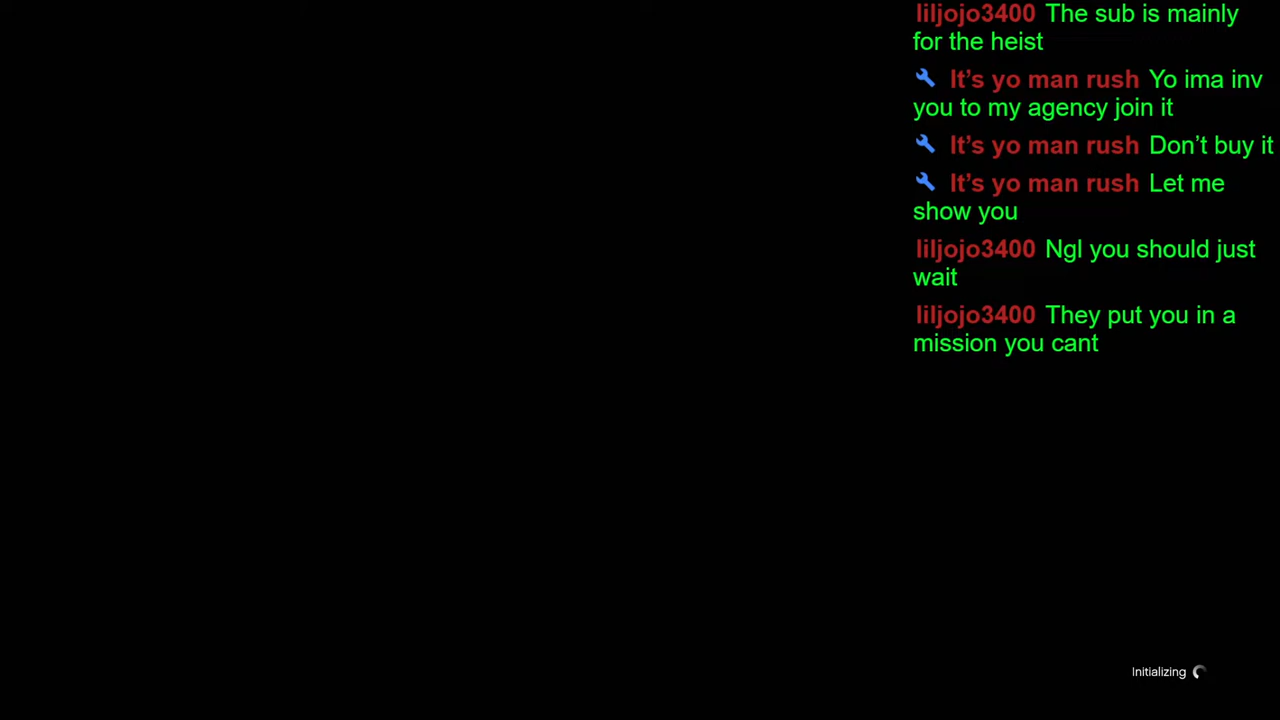 liljojo3400 The sub is mainly
for the heist
It’s yo man rush Yo ima inv
you to my agency join it
It’s yo man rush Don’t buy it
It’s yo man rush Let me
show you
liljojo3400 Ngl you should just
wait
liljojo3400 They put you in a
mission you cant
Initializing